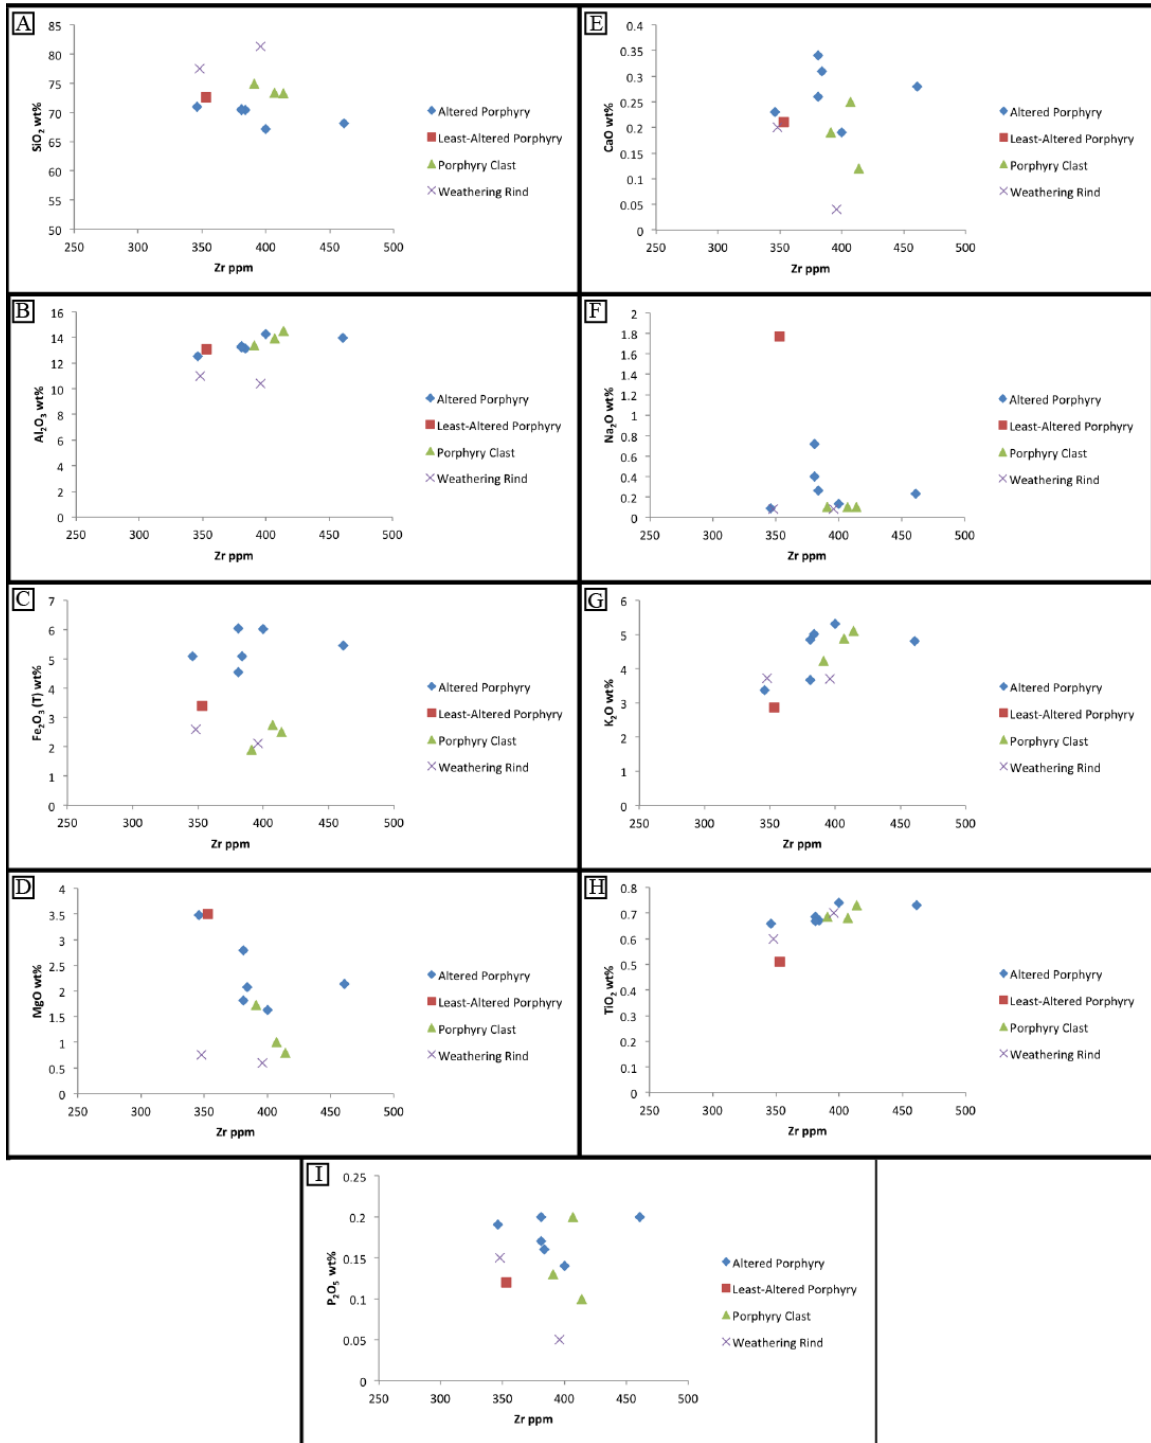 A
85
80
75
70
65
60
55
50
250 300 350 400 450 500
SiO₂ wt%
Zr ppm
Altered Porphyry
Least-Altered Porphyry
Porphyry Clast
Weathering Rind
E
0.4
0.35
0.3
0.25
0.2
0.15
0.1
0.05
0
250 300 350 400 450 500
CaO wt%
Zr ppm
Altered Porphyry
Least-Altered Porphyry
Porphyry Clast
Weathering Rind
B
16
14
12
10
8
6
4
2
0
250 300 350 400 450 500
Al₂O₃ wt%
Zr ppm
Altered Porphyry
Least-Altered Porphyry
Porphyry Clast
Weathering Rind
F
2
1.8
1.6
1.4
1.2
1
0.8
0.6
0.4
0.2
0
250 300 350 400 450 500
Na₂O wt%
Zr ppm
Altered Porphyry
Least-Altered Porphyry
Porphyry Clast
Weathering Rind
C
7
6
5
4
3
2
1
0
250 300 350 400 450 500
Fe₂O₃ (T) wt%
Zr ppm
Altered Porphyry
Least-Altered Porphyry
Porphyry Clast
Weathering Rind
G
6
5
4
3
2
1
0
250 300 350 400 450 500
K₂O wt%
Zr ppm
Altered Porphyry
Least-Altered Porphyry
Porphyry Clast
Weathering Rind
D
4
3.5
3
2.5
2
1.5
1
0.5
0
250 300 350 400 450 500
MgO wt%
Zr ppm
Altered Porphyry
Least-Altered Porphyry
Porphyry Clast
Weathering Rind
H
0.8
0.7
0.6
0.5
0.4
0.3
0.2
0.1
0
250 300 350 400 450 500
TiO₂ wt%
Zr ppm
Altered Porphyry
Least-Altered Porphyry
Porphyry Clast
Weathering Rind
I
0.25
0.2
0.15
0.1
0.05
0
250 300 350 400 450 500
P₂O₅ wt%
Zr ppm
Altered Porphyry
Least-Altered Porphyry
Porphyry Clast
Weathering Rind